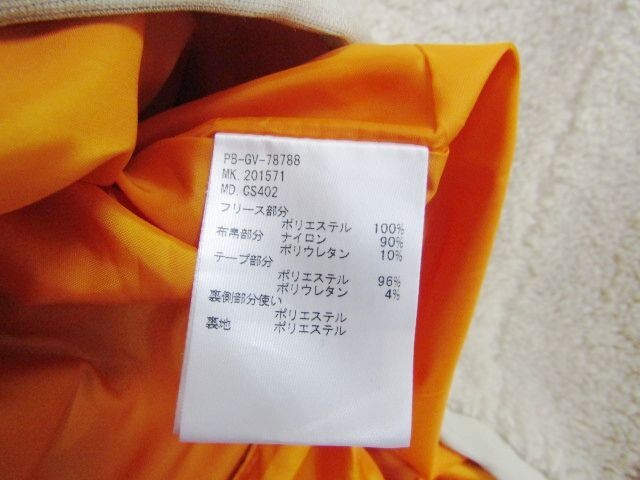 PB-GV-78788
MK. 201571
MD. CS402
フリース部分
ポリエステル 100%
布帛部分 ナイロン 90%
ポリウレタン 10%
テープ部分
ポリエステル 96%
ポリウレタン 4%
裏側部分使い
ポリエステル
裏地 ポリエステル